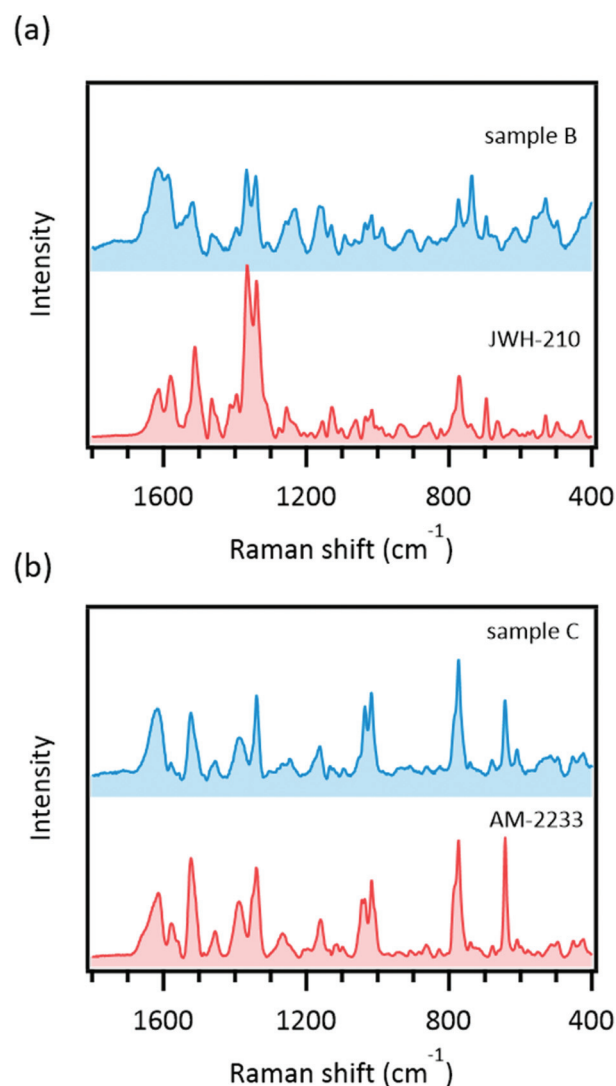 (a)
sample B
JWH-210
Intensity
1600 1200 800 400
Raman shift (cm⁻¹)
(b)
sample C
AM-2233
Intensity
1600 1200 800 400
Raman shift (cm⁻¹)